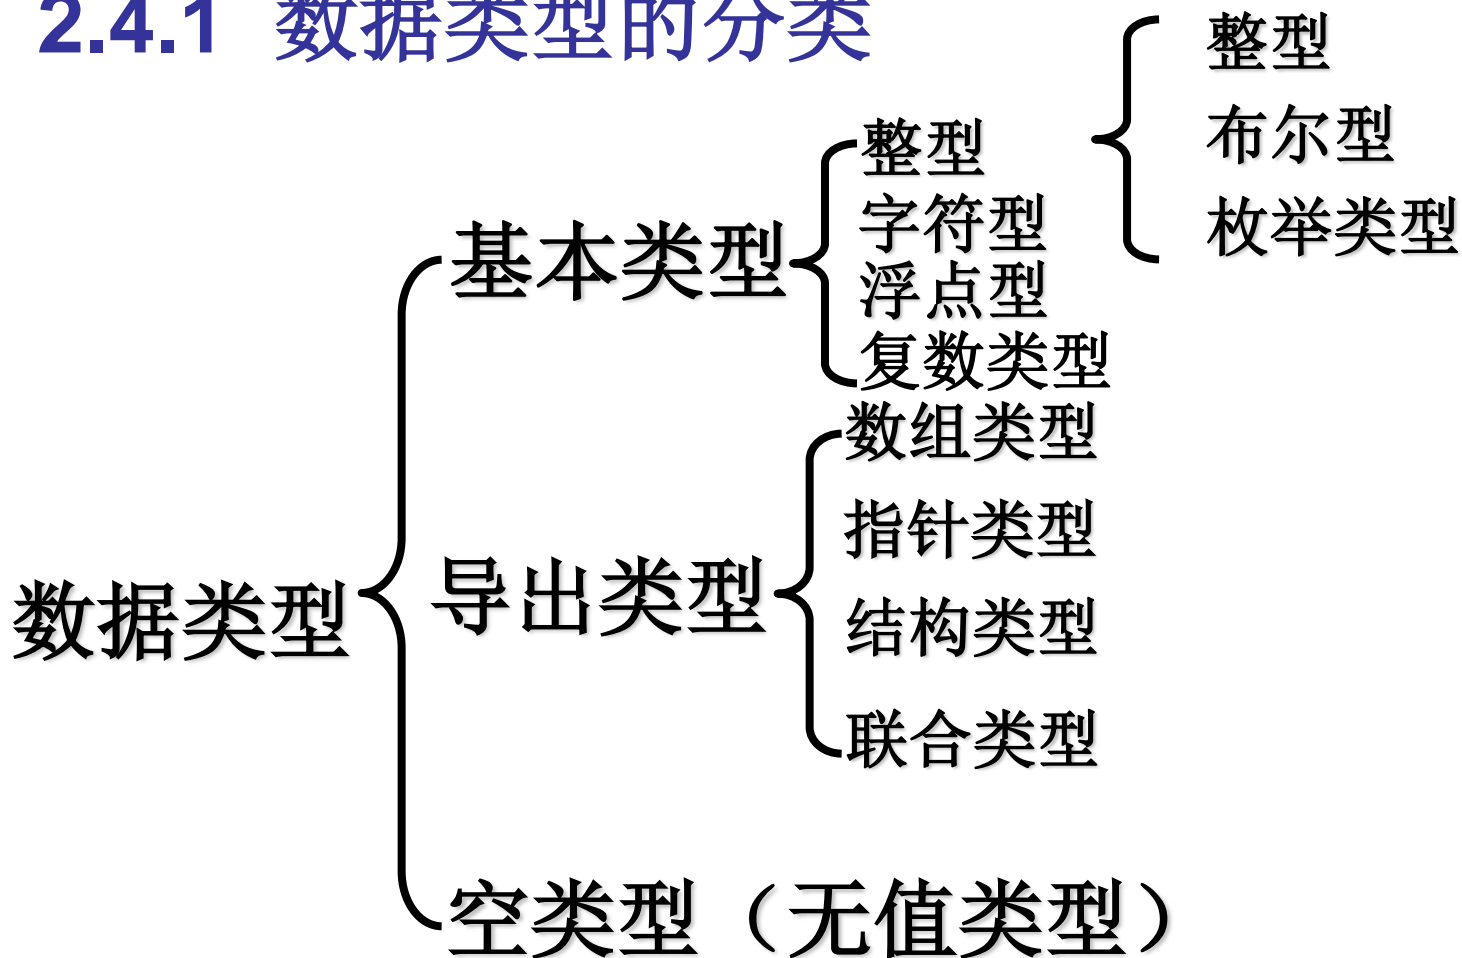 2.4.1 数据类型的分类
整型
布尔型
枚举类型
整型
字符型
浮点型
复数类型
基本类型
数组类型
指针类型
结构类型
联合类型
导出类型
数据类型
空类型（无值类型）